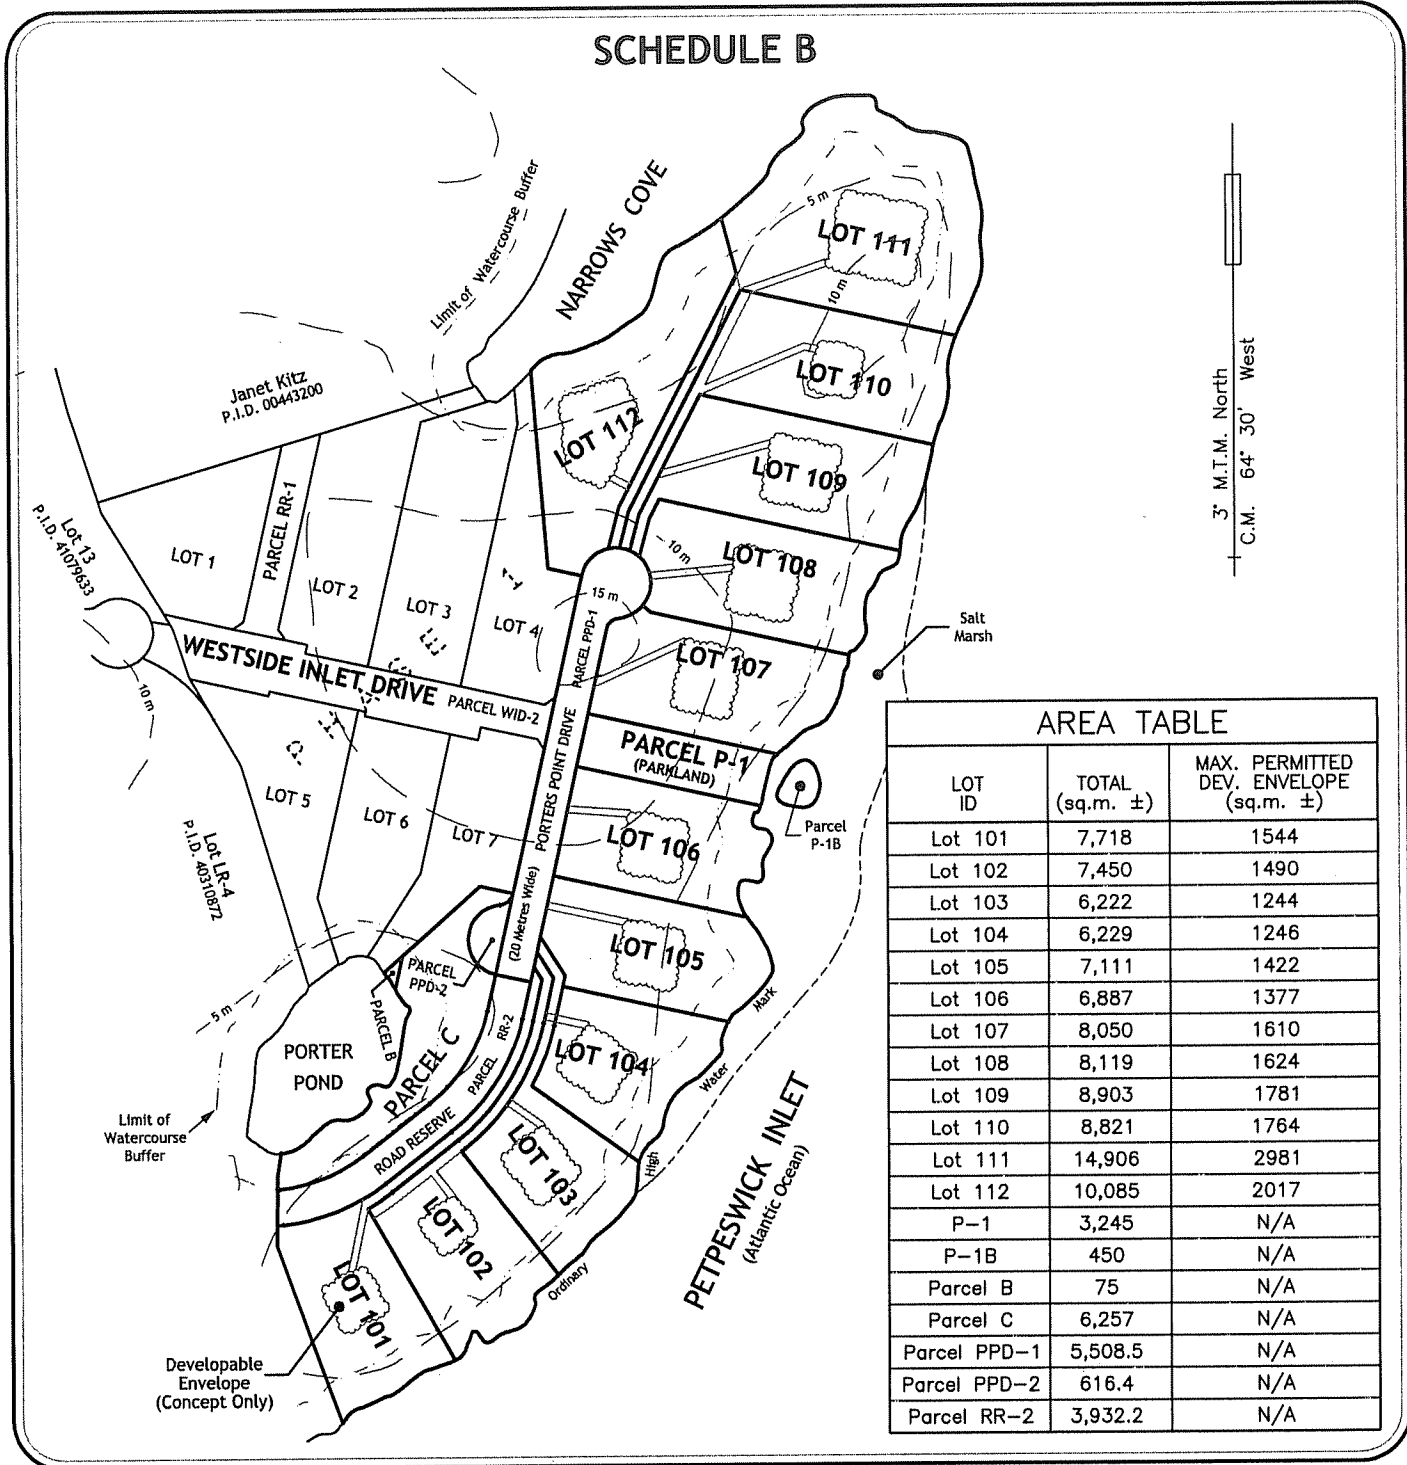 SCHEDULE B
NARROWS COVE
Limit of Watercourse Buffer
Janet Kitz
P.I.D. 00443200
Lot 13
P.I.D. 41079633
LOT 1
PARCEL RR-1
LOT 2
LOT 3
LOT 4
LOT 5
LOT 6
LOT 7
WESTSIDE INLET DRIVE
PARCEL WID-2
Lot LR-4
P.I.D. 40310872
10 m
5 m
LOT 111
5 m
10 m
LOT 110
LOT 112
LOT 109
LOT 108
10 m
15 m
LOT 107
PARCEL PPD-1
PORTERS POINT DRIVE
(20 Metres Wide)
PARCEL P-1
(PARKLAND)
Parcel
P-1B
Salt
Marsh
LOT 106
LOT 105
LOT 104
LOT 103
LOT 102
LOT 101
PARCEL
PPD-2
PARCEL B
PARCEL C
PORTER
POND
ROAD RESERVE
PARCEL RR-2
Limit of
Watercourse
Buffer
Developable
Envelope
(Concept Only)
Ordinary
High
Water
Mark
PETPESWICK INLET
(Atlantic Ocean)
3° M.T.M. North
C.M. 64° 30' West
AREA TABLE
LOT
ID
TOTAL
(sq.m. ±)
MAX. PERMITTED
DEV. ENVELOPE
(sq.m. ±)
Lot 101 7,718 1544
Lot 102 7,450 1490
Lot 103 6,222 1244
Lot 104 6,229 1246
Lot 105 7,111 1422
Lot 106 6,887 1377
Lot 107 8,050 1610
Lot 108 8,119 1624
Lot 109 8,903 1781
Lot 110 8,821 1764
Lot 111 14,906 2981
Lot 112 10,085 2017
P-1 3,245 N/A
P-1B 450 N/A
Parcel B 75 N/A
Parcel C 6,257 N/A
Parcel PPD-1 5,508.5 N/A
Parcel PPD-2 616.4 N/A
Parcel RR-2 3,932.2 N/A